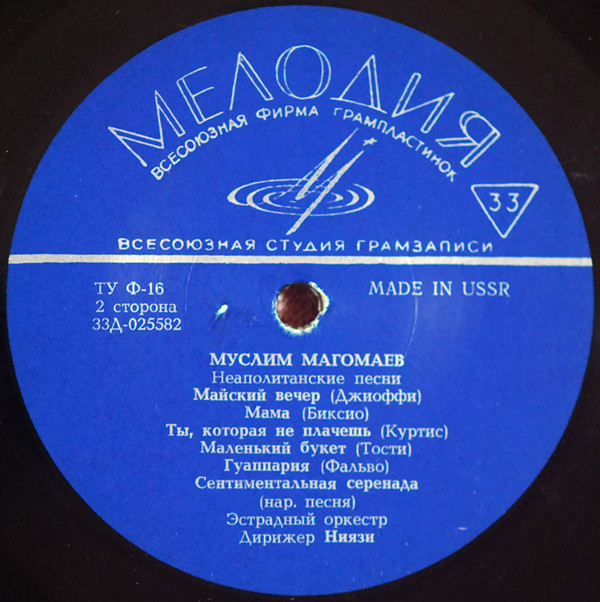 МЕЛОДИЯ
ВСЕСОЮЗНАЯ ФИРМА ГРАМПЛАСТИНОК
33
ВСЕСОЮЗНАЯ СТУДИЯ ГРАМЗАПИСИ
ТУ Ф-16
2 сторона
33Д-025582
MADE IN USSR
МУСЛИМ МАГОМАЕВ
Неаполитанские песни
Майский вечер (Джиоффи)
Мама (Биксио)
Ты, которая не плачешь (Куртис)
Маленький букет (Тости)
Гуаппария (Фальво)
Сентиментальная серенада
(нар. песня)
Эстрадный оркестр
Дирижер Ниязи